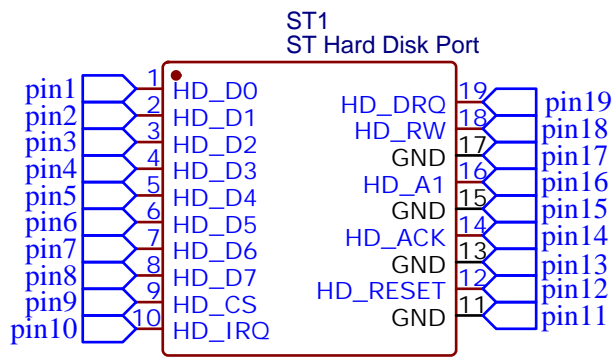 ST1
ST Hard Disk Port
pin1 1 HD_D0
pin2 2 HD_D1
pin3 3 HD_D2
pin4 4 HD_D3
pin5 5 HD_D4
pin6 6 HD_D5
pin7 7 HD_D6
pin8 8 HD_D7
pin9 9 HD_CS
pin10 10 HD_IRQ
HD_DRQ 19 pin19
HD_RW 18 pin18
GND 17 pin17
HD_A1 16 pin16
GND 15 pin15
HD_ACK 14 pin14
GND 13 pin13
HD_RESET 12 pin12
GND 11 pin11